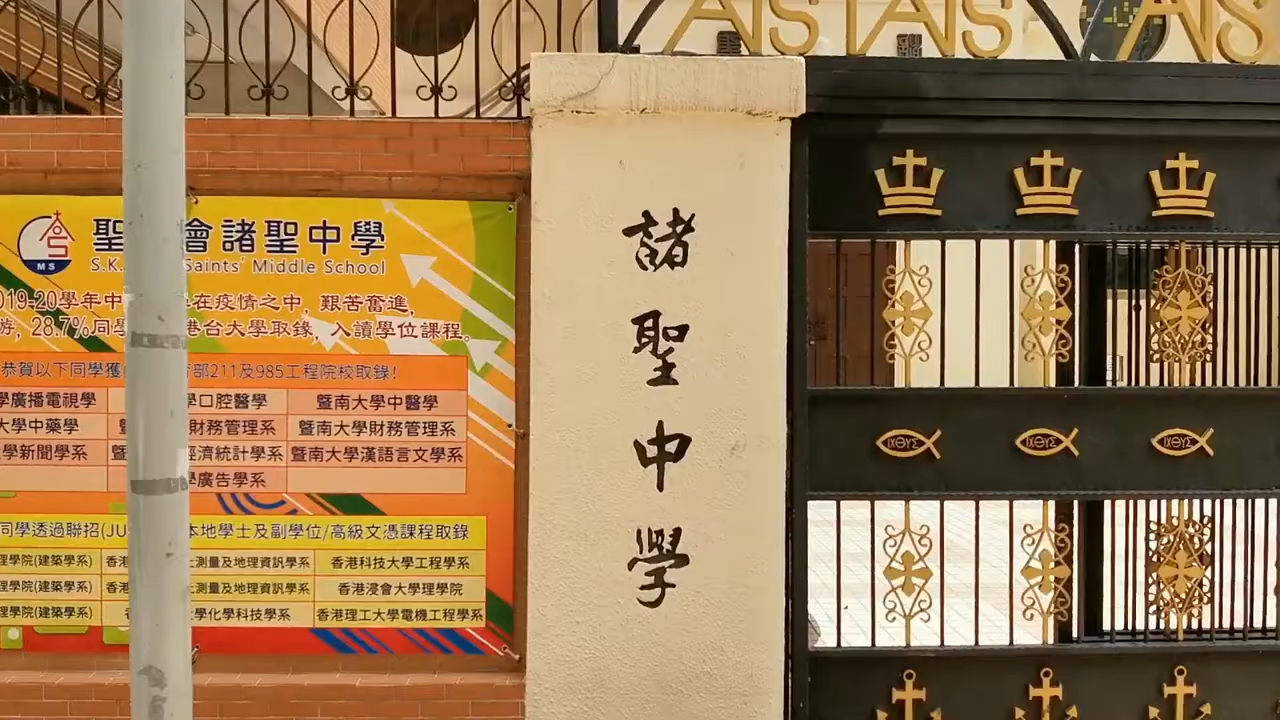 聖 會諸聖中學
S.K. Saints' Middle School
MS
019-20學年中 在疫情之中, 艱苦奮進,
游, 28.7%同學 港台大學取錄, 入讀學位課程。
恭賀以下同學獲 部211及985工程院校取錄!
學廣播電視學 學口腔醫學 暨南大學中醫學
大學中藥學 暨 財務管理系 暨南大學財務管理系
學新聞學系 暨 經濟統計學系 暨南大學漢語言文學系
學廣告學系
同學透過聯招(JU 本地學士及副學位/高級文憑課程取錄
理學院(建築學系) 香港 土測量及地理資訊學系 香港科技大學工程學系
理學院(建築學系) 香港 土測量及地理資訊學系 香港浸會大學理學院
理學院(建築學系) 香 大學化學科技學系 香港理工大學電機工程學系
諸聖中學
ΙΧΘΥΣ ΙΧΘΥΣ ΙΧΘΥΣ